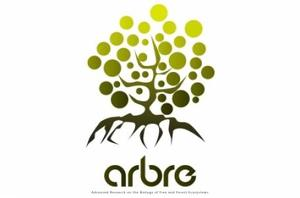 arbre
Advanced Research on the Biology of Tree and Forest Ecosystems